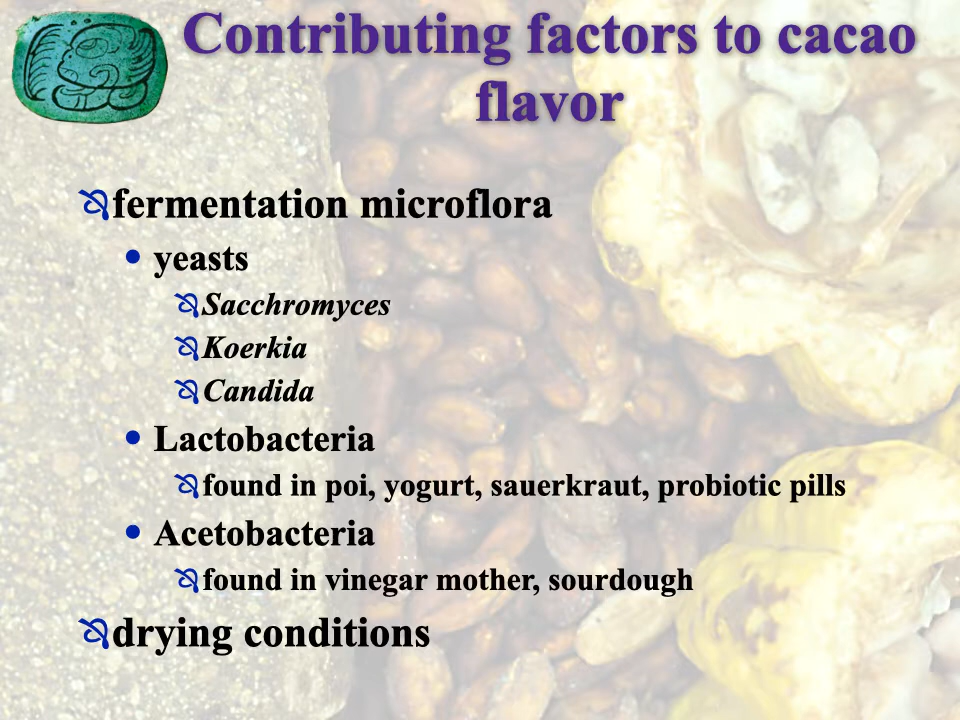 Contributing factors to cacao
flavor
fermentation microflora
yeasts
Sacchromyces
Koerkia
Candida
Lactobacteria
found in poi, yogurt, sauerkraut, probiotic pills
Acetobacteria
found in vinegar mother, sourdough
drying conditions